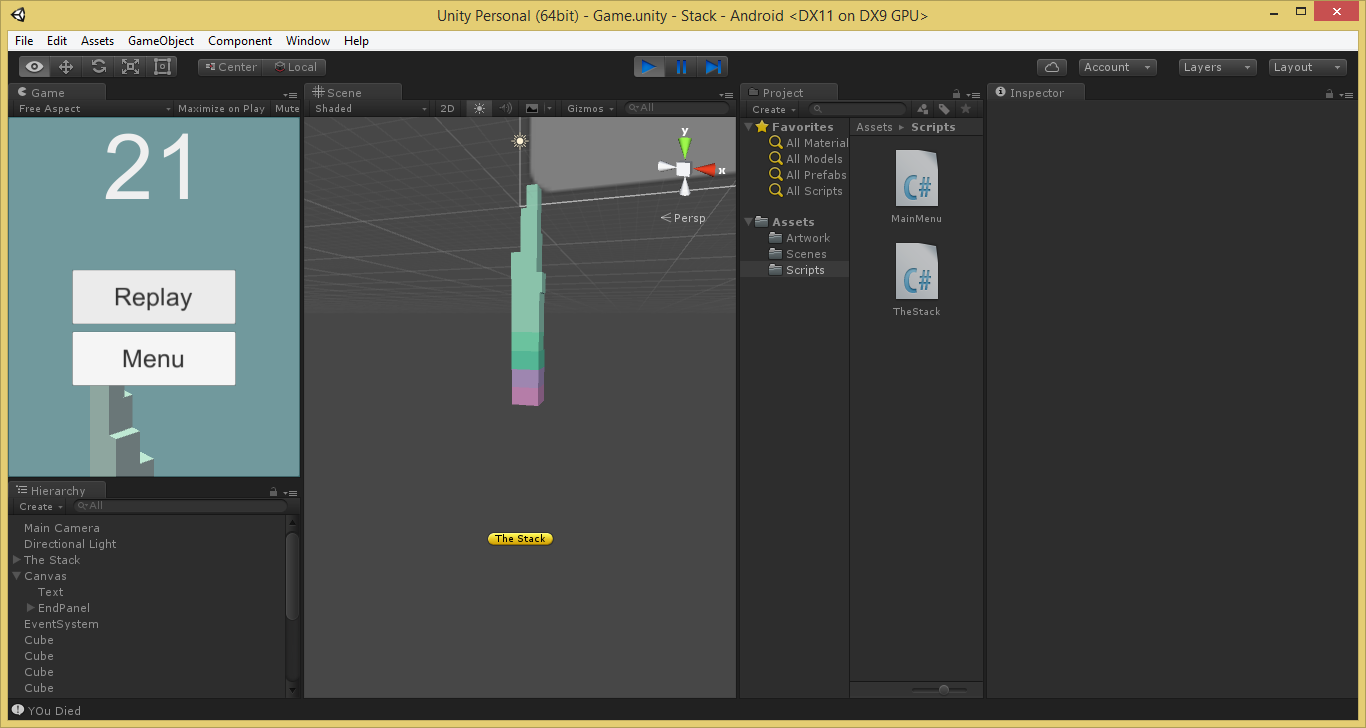 Unity Personal (64bit) - Game.unity - Stack - Android <DX11 on DX9 GPU>
File Edit Assets GameObject Component Window Help
Center Local Account Layers Layout
Game
Free Aspect Maximize on Play Mute
21
Replay
Menu
Scene
Shaded 2D Gizmos All
y
x
Persp
The Stack
Hierarchy
Create All
Main Camera
Directional Light
The Stack
Canvas
Text
EndPanel
EventSystem
Cube
Cube
Cube
Cube
Project
Create
Favorites
All Material
All Models
All Prefabs
All Scripts
Assets
Artwork
Scenes
Scripts
Assets Scripts
C#
MainMenu
C#
TheStack
Inspector
YOu Died